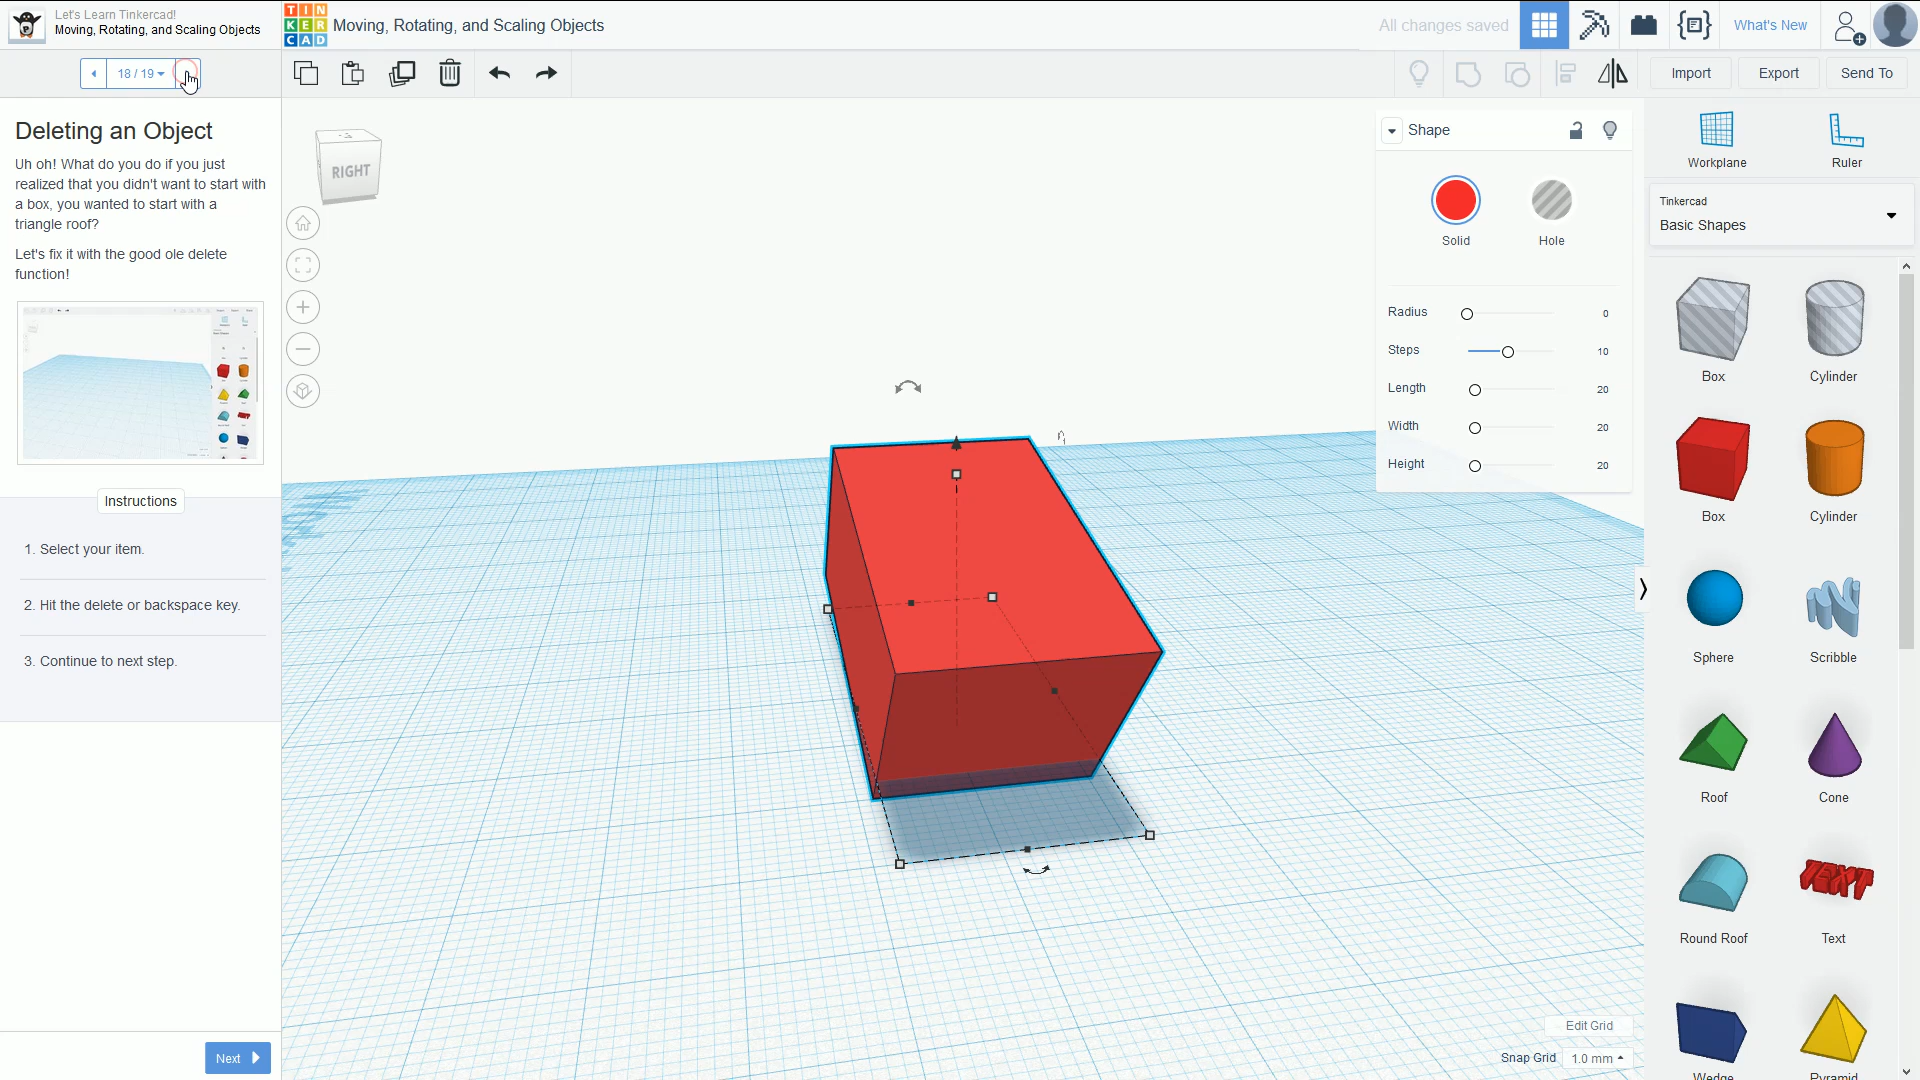 Let's Learn Tinkercad!
Moving, Rotating, and Scaling Objects
TIN
KER
CAD
Moving, Rotating, and Scaling Objects
All changes saved
What's New
18 / 19
Import
Export
Send To
Deleting an Object
Uh oh! What do you do if you just
realized that you didn't want to start with
a box, you wanted to start with a
triangle roof?
Let's fix it with the good ole delete
function!
Instructions
1. Select your item.
2. Hit the delete or backspace key.
3. Continue to next step.
Next
RIGHT
Shape
Solid
Hole
Radius
0
Steps
10
Length
20
Width
20
Height
20
Edit Grid
Snap Grid
1.0 mm
Workplane
Ruler
Tinkercad
Basic Shapes
Box
Cylinder
Box
Cylinder
Sphere
Scribble
Roof
Cone
TEXT
Round Roof
Text
Wedge
Pyramid